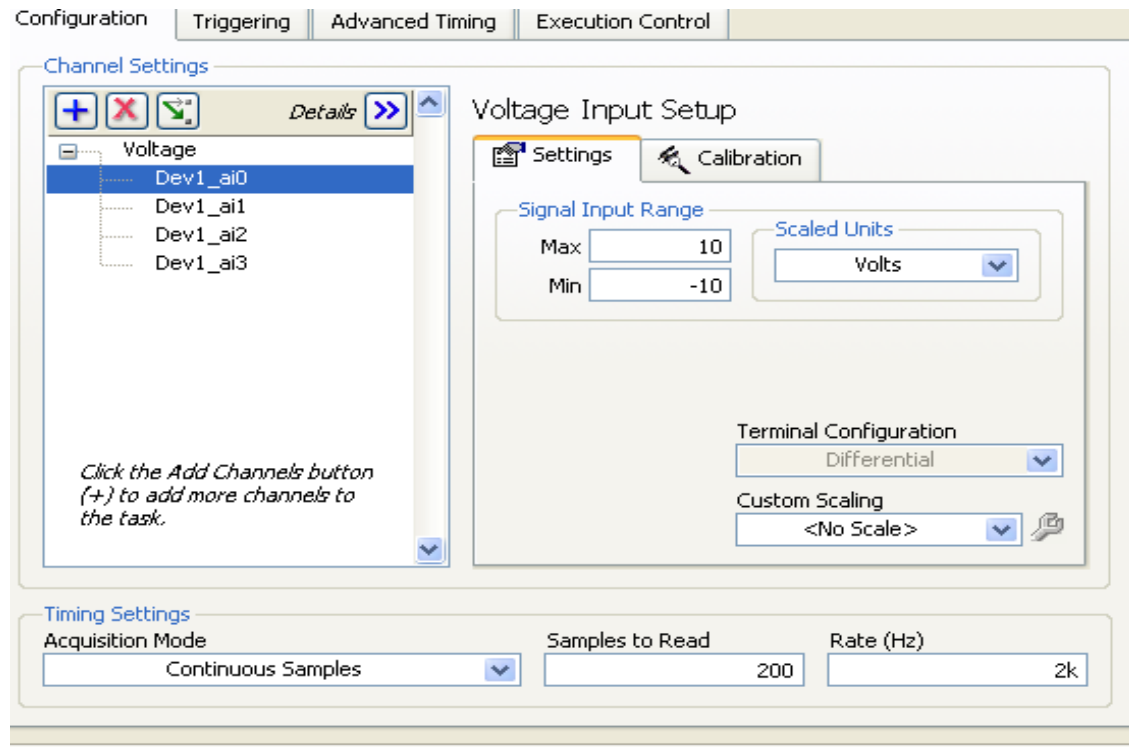 Configuration Triggering Advanced Timing Execution Control
Channel Settings
Details
Voltage
Dev1_ai0
Dev1_ai1
Dev1_ai2
Dev1_ai3
Click the Add Channels button
(+) to add more channels to
the task.
Voltage Input Setup
Settings Calibration
Signal Input Range
Max 10
Min -10
Scaled Units
Volts
Terminal Configuration
Differential
Custom Scaling
<No Scale>
Timing Settings
Acquisition Mode Samples to Read Rate (Hz)
Continuous Samples 200 2k